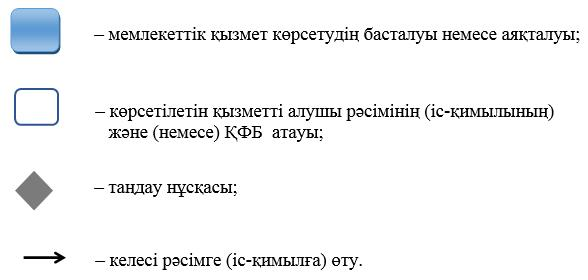 – мемлекеттік қызмет көрсетудің басталуы немесе аяқталуы;
– көрсетілетін қызметті алушы рәсімінің (іс-қимылының)
және (немесе) ҚФБ атауы;
– таңдау нұсқасы;
– келесі рәсімге (іс-қимылға) өту.